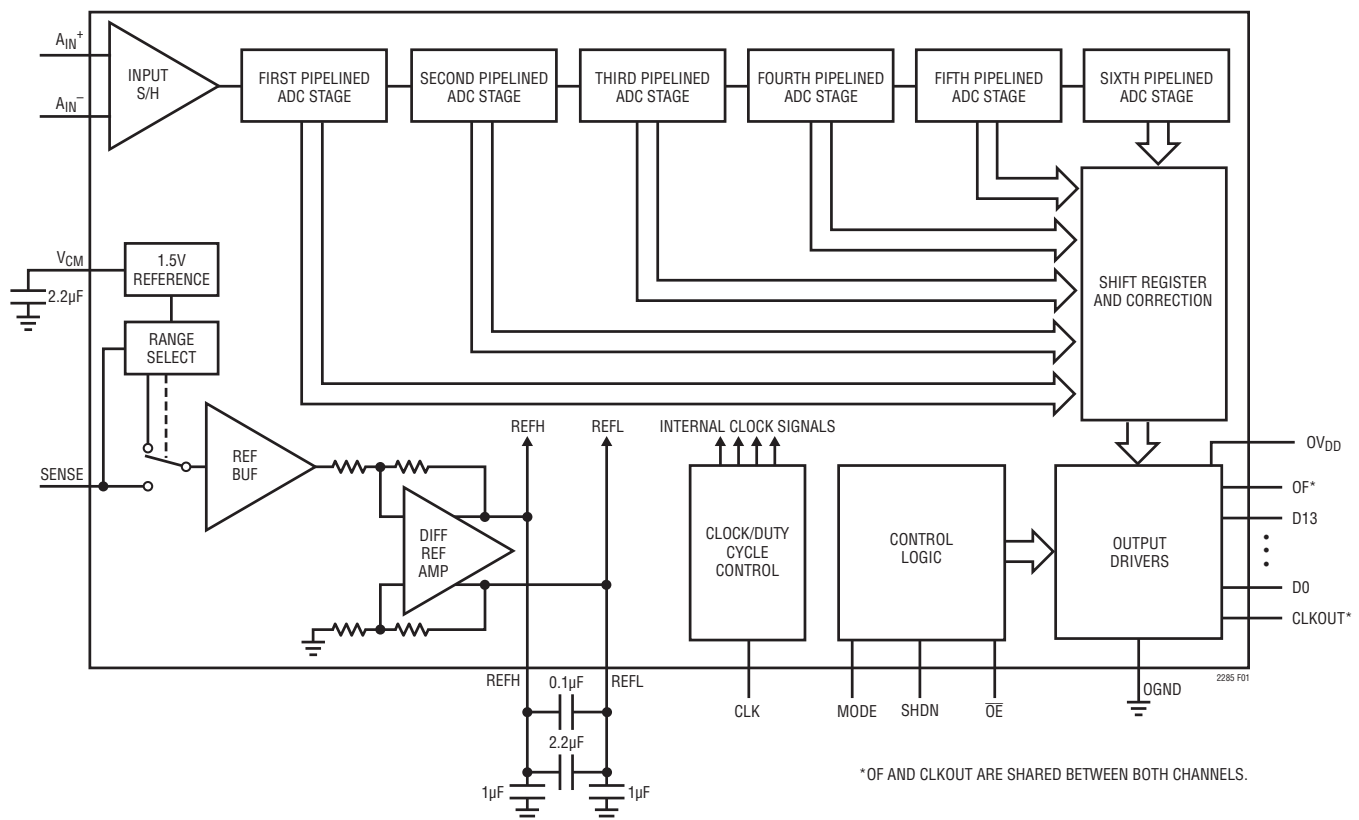 AIN+
AIN−
INPUT
S/H
FIRST PIPELINED
ADC STAGE
SECOND PIPELINED
ADC STAGE
THIRD PIPELINED
ADC STAGE
FOURTH PIPELINED
ADC STAGE
FIFTH PIPELINED
ADC STAGE
SIXTH PIPELINED
ADC STAGE
VCM
2.2µF
1.5V
REFERENCE
RANGE
SELECT
SHIFT REGISTER
AND CORRECTION
SENSE
REF
BUF
DIFF
REF
AMP
REFH
REFL
INTERNAL CLOCK SIGNALS
CLOCK/DUTY
CYCLE
CONTROL
CONTROL
LOGIC
OUTPUT
DRIVERS
OVDD
OF*
D13
D0
CLKOUT*
REFH
0.1µF
REFL
2.2µF
1µF
1µF
CLK
MODE
SHDN
O̅E̅
OGND
2285 F01
*OF AND CLKOUT ARE SHARED BETWEEN BOTH CHANNELS.